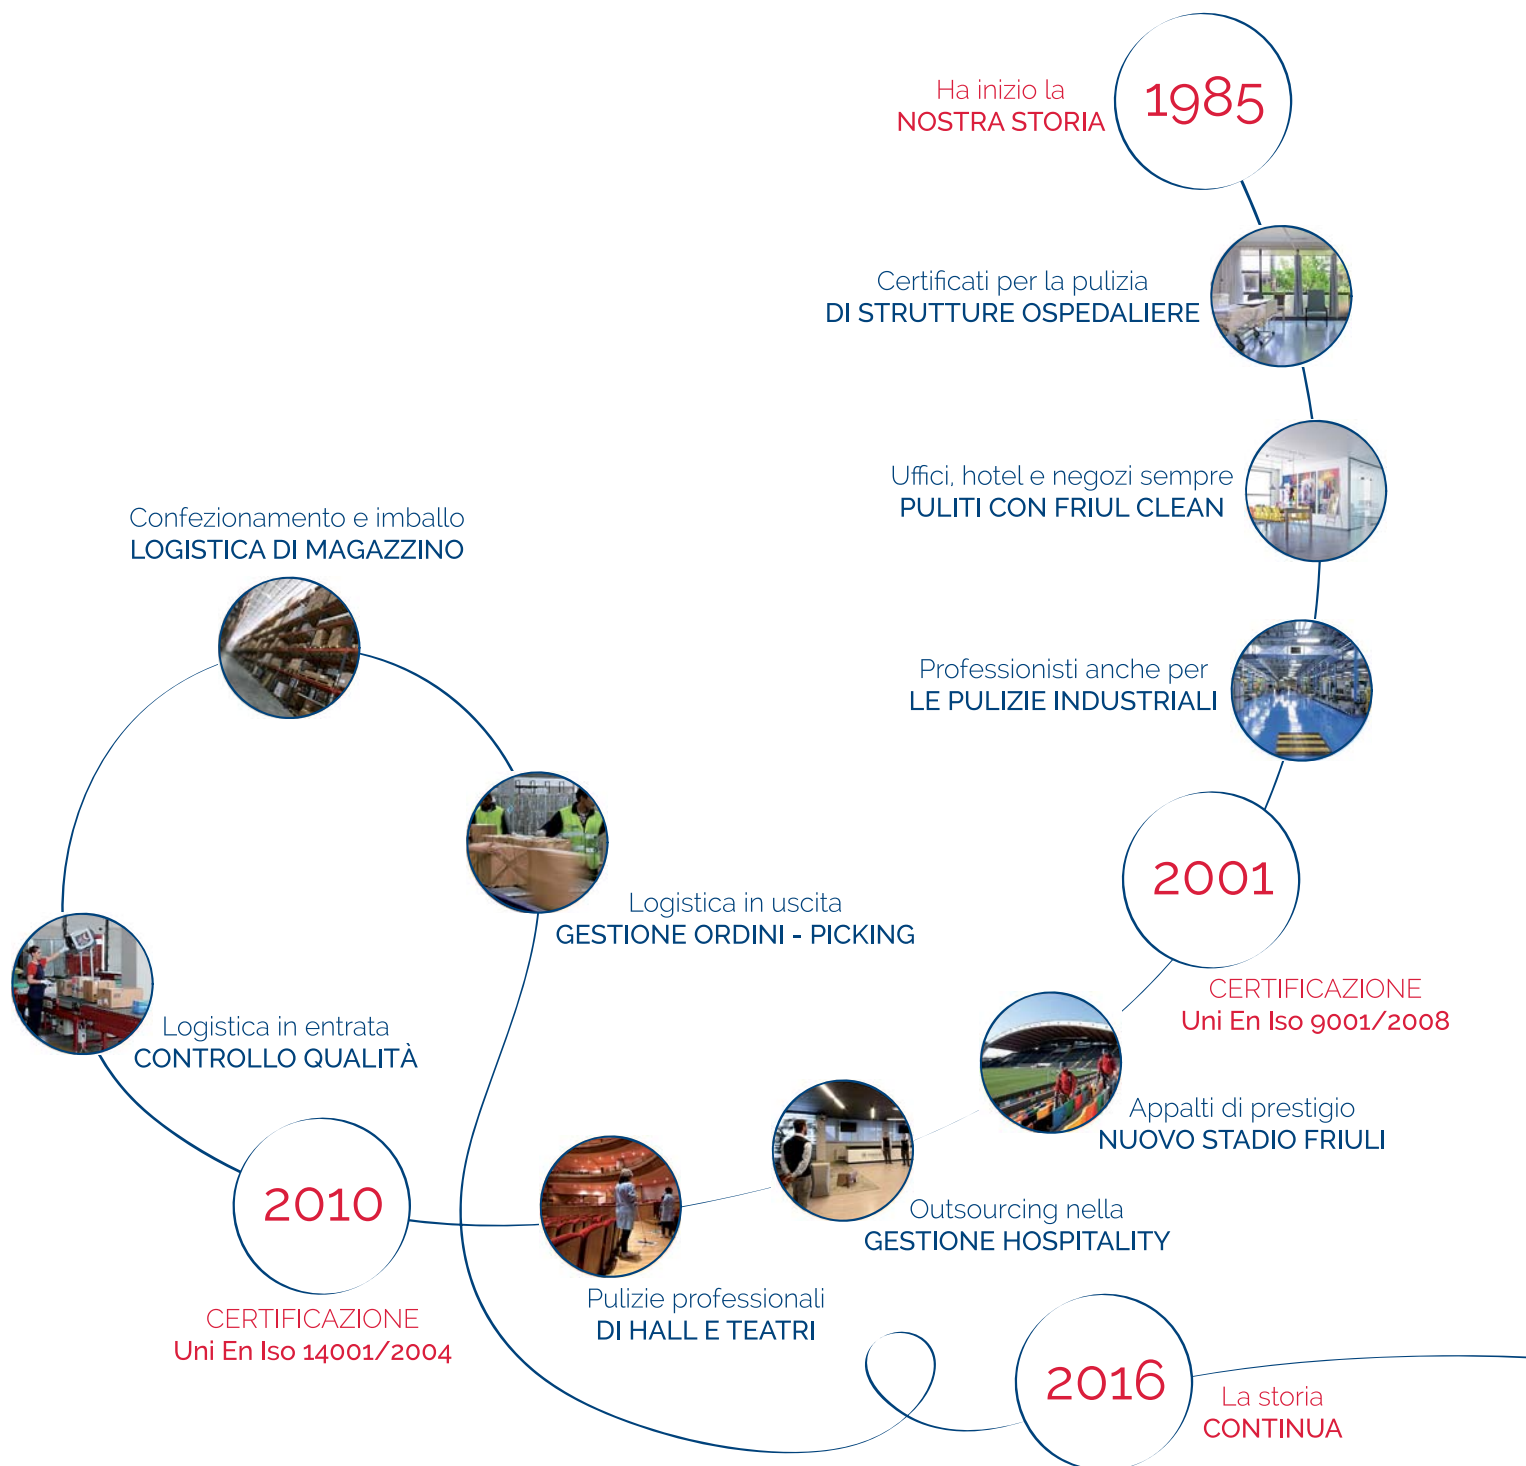 Ha inizio la
NOSTRA STORIA
1985
Certificati per la pulizia
DI STRUTTURE OSPEDALIERE
Uffici, hotel e negozi sempre
PULITI CON FRIUL CLEAN
Professionisti anche per
LE PULIZIE INDUSTRIALI
2001
CERTIFICAZIONE
Uni En Iso 9001/2008
Appalti di prestigio
NUOVO STADIO FRIULI
Outsourcing nella
GESTIONE HOSPITALITY
Pulizie professionali
DI HALL E TEATRI
2010
CERTIFICAZIONE
Uni En Iso 14001/2004
Logistica in entrata
CONTROLLO QUALITÀ
Confezionamento e imballo
LOGISTICA DI MAGAZZINO
Logistica in uscita
GESTIONE ORDINI - PICKING
2016
La storia
CONTINUA